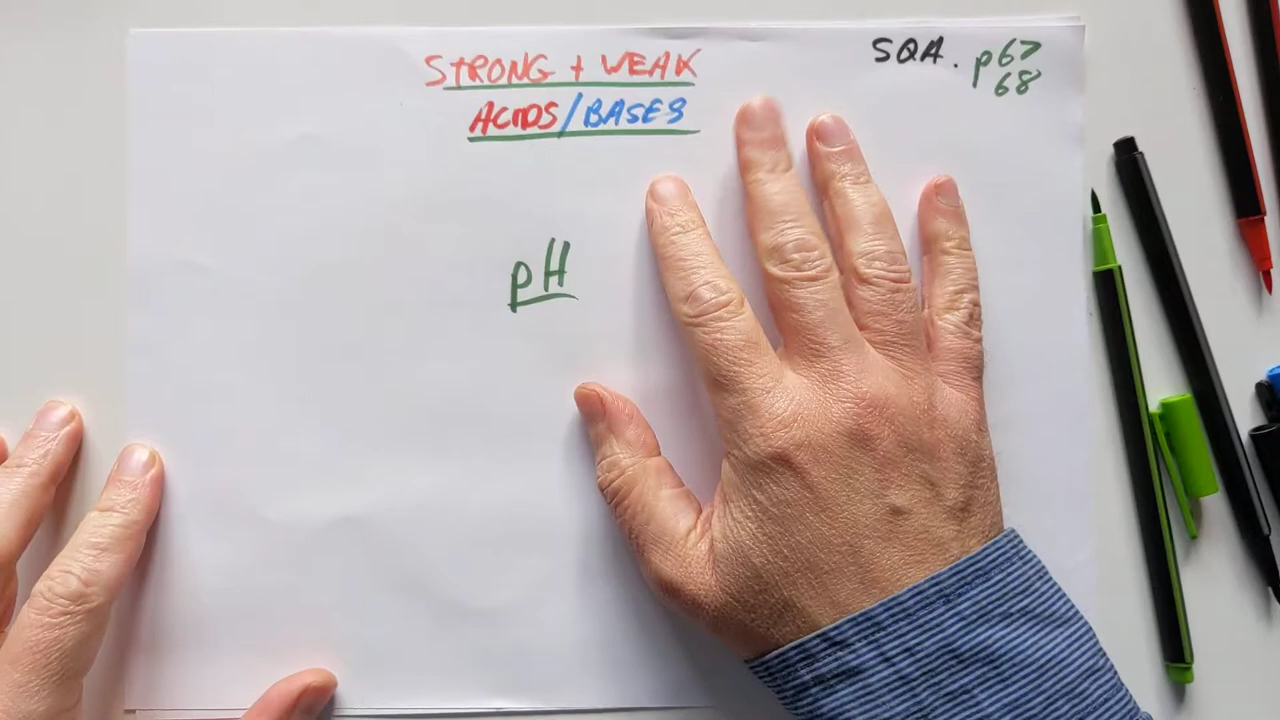 STRONG + WEAK
ACIDS/BASES
SQA. p67
68
pH